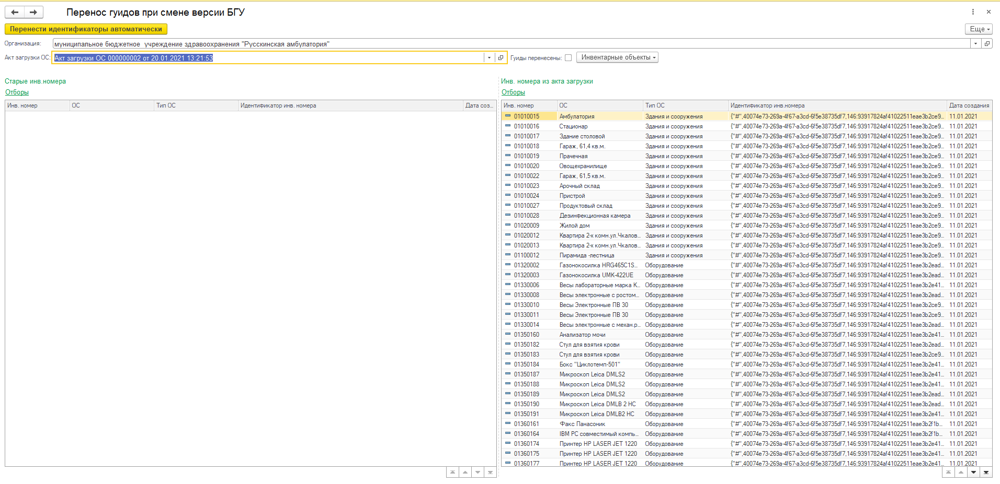 Перенос гуидов при смене версии БГУ
Перенести идентификаторы автоматически
Еще
Организация: муниципальное бюджетное учреждение здравоохранения "Русскинская амбулатория"
Акт загрузки ОС: Акт загрузки ОС 000000002 от 20.01.2021 13:21:53 Гуиды перенесены: Инвентарные объекты
Старые инв.номера
Отборы
Инв. номер ОС Тип ОС Идентификатор инв. номера Дата соз...
Инв. номера из акта загрузки
Отборы
Инв. номер ОС Тип ОС Идентификатор инв.номера Дата создания
01010015 Амбулатория Здания и сооружения {"#",40074e73-269a-4f67-a3cd-6f5e38735df7,146:93917824af41022511eae3b2ce9... 11.01.2021
01010016 Стационар Здания и сооружения {"#",40074e73-269a-4f67-a3cd-6f5e38735df7,146:93917824af41022511eae3b2ce9... 11.01.2021
01010017 Здание столовой Здания и сооружения {"#",40074e73-269a-4f67-a3cd-6f5e38735df7,146:93917824af41022511eae3b2ce9... 11.01.2021
01010018 Гараж, 61,4 кв.м. Здания и сооружения {"#",40074e73-269a-4f67-a3cd-6f5e38735df7,146:93917824af41022511eae3b2ce9... 11.01.2021
01010019 Прачечная Здания и сооружения {"#",40074e73-269a-4f67-a3cd-6f5e38735df7,146:93917824af41022511eae3b2ce9... 11.01.2021
01010020 Овощехранилище Здания и сооружения {"#",40074e73-269a-4f67-a3cd-6f5e38735df7,146:93917824af41022511eae3b2ce9... 11.01.2021
01010022 Гараж, 61,5 кв.м. Здания и сооружения {"#",40074e73-269a-4f67-a3cd-6f5e38735df7,146:93917824af41022511eae3b2ce9... 11.01.2021
01010023 Арочный склад Здания и сооружения {"#",40074e73-269a-4f67-a3cd-6f5e38735df7,146:93917824af41022511eae3b2ce9... 11.01.2021
01010024 Пристрой Здания и сооружения {"#",40074e73-269a-4f67-a3cd-6f5e38735df7,146:93917824af41022511eae3b2ce9... 11.01.2021
01010027 Продуктовый склад Здания и сооружения {"#",40074e73-269a-4f67-a3cd-6f5e38735df7,146:93917824af41022511eae3b2ce9... 11.01.2021
01010028 Дезинфекционная камера Здания и сооружения {"#",40074e73-269a-4f67-a3cd-6f5e38735df7,146:93917824af41022511eae3b2ce9... 11.01.2021
01020009 Жилой дом Здания и сооружения {"#",40074e73-269a-4f67-a3cd-6f5e38735df7,146:93917824af41022511eae3b2ce9... 11.01.2021
01020012 Квартира 2-х комн.ул.Чкалов... Здания и сооружения {"#",40074e73-269a-4f67-a3cd-6f5e38735df7,146:93917824af41022511eae3b2ce9... 11.01.2021
01020013 Квартира 2-х комн.ул.Чкалов... Здания и сооружения {"#",40074e73-269a-4f67-a3cd-6f5e38735df7,146:93917824af41022511eae3b2ce9... 11.01.2021
01100012 Пирамида -лестница Здания и сооружения {"#",40074e73-269a-4f67-a3cd-6f5e38735df7,146:93917824af41022511eae3b2ce9... 11.01.2021
01320002 Газонокосилка HRG465C1S... Оборудование {"#",40074e73-269a-4f67-a3cd-6f5e38735df7,146:93917824af41022511eae3b2ead... 11.01.2021
01320003 Газонокосилка UMK-422UE Оборудование {"#",40074e73-269a-4f67-a3cd-6f5e38735df7,146:93917824af41022511eae3b2ead... 11.01.2021
01330006 Весы лабораторные марка К... Оборудование {"#",40074e73-269a-4f67-a3cd-6f5e38735df7,146:93917824af41022511eae3b2e41... 11.01.2021
01330008 Весы электронные с ростом... Оборудование {"#",40074e73-269a-4f67-a3cd-6f5e38735df7,146:93917824af41022511eae3b2ead... 11.01.2021
01330010 Весы Электронные ПВ 30 Оборудование {"#",40074e73-269a-4f67-a3cd-6f5e38735df7,146:93917824af41022511eae3b2ce9... 11.01.2021
01330011 Весы Электронные ПВ 30 Оборудование {"#",40074e73-269a-4f67-a3cd-6f5e38735df7,146:93917824af41022511eae3b2ce9... 11.01.2021
01330014 Весы электронные с механ.р... Оборудование {"#",40074e73-269a-4f67-a3cd-6f5e38735df7,146:93917824af41022511eae3b2ead... 11.01.2021
01350160 Анализатор мочи Оборудование {"#",40074e73-269a-4f67-a3cd-6f5e38735df7,146:93917824af41022511eae3b2e41... 11.01.2021
01350182 Стул для взятия крови Оборудование {"#",40074e73-269a-4f67-a3cd-6f5e38735df7,146:93917824af41022511eae3b2ead... 11.01.2021
01350183 Стул для взятия крови Оборудование {"#",40074e73-269a-4f67-a3cd-6f5e38735df7,146:93917824af41022511eae3b2ce9... 11.01.2021
01350184 Бокс "Циклотемп-501" Оборудование {"#",40074e73-269a-4f67-a3cd-6f5e38735df7,146:93917824af41022511eae3b2e41... 11.01.2021
01350187 Микроскоп Leica DMLS2 Оборудование {"#",40074e73-269a-4f67-a3cd-6f5e38735df7,146:93917824af41022511eae3b2e41... 11.01.2021
01350188 Микроскоп Leica DMLS2 Оборудование {"#",40074e73-269a-4f67-a3cd-6f5e38735df7,146:93917824af41022511eae3b2e41... 11.01.2021
01350189 Микроскоп Leica DMLS2 Оборудование {"#",40074e73-269a-4f67-a3cd-6f5e38735df7,146:93917824af41022511eae3b2ead... 11.01.2021
01350190 Микроскоп Leica DMLB 2 HC Оборудование {"#",40074e73-269a-4f67-a3cd-6f5e38735df7,146:93917824af41022511eae3b2ead... 11.01.2021
01350191 Микроскоп Leica DMLB2 HC Оборудование {"#",40074e73-269a-4f67-a3cd-6f5e38735df7,146:93917824af41022511eae3b2e41... 11.01.2021
01360161 Факс Панасоник Оборудование {"#",40074e73-269a-4f67-a3cd-6f5e38735df7,146:93917824af41022511eae3b2f1b... 11.01.2021
01360164 IBM PC совместимый компь... Оборудование {"#",40074e73-269a-4f67-a3cd-6f5e38735df7,146:93917824af41022511eae3b2f1b... 11.01.2021
01360174 Принтер HP LASER JET 1220 Оборудование {"#",40074e73-269a-4f67-a3cd-6f5e38735df7,146:93917824af41022511eae3b2e41... 11.01.2021
01360175 Принтер HP LASER JET 1220 Оборудование {"#",40074e73-269a-4f67-a3cd-6f5e38735df7,146:93917824af41022511eae3b2e41... 11.01.2021
01360177 Принтер HP LASER JET 1220 Оборудование {"#",40074e73-269a-4f67-a3cd-6f5e38735df7,146:93917824af41022511eae3b2e41... 11.01.2021